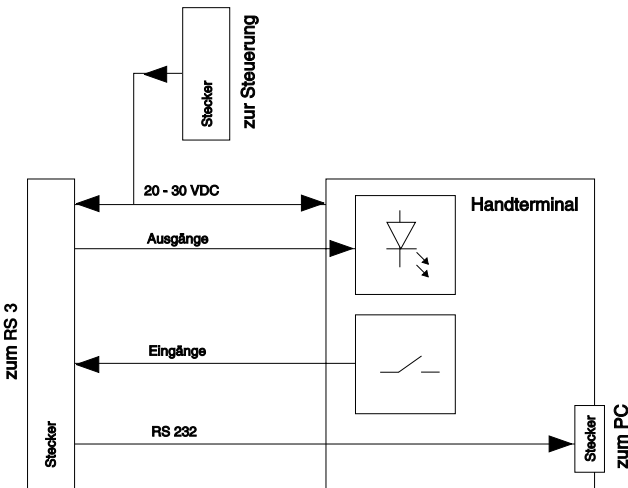 Stecker
zur Steuerung
20 - 30 VDC
Handterminal
Ausgänge
zum RS 3
Eingänge
Stecker
RS 232
Stecker
zum PC